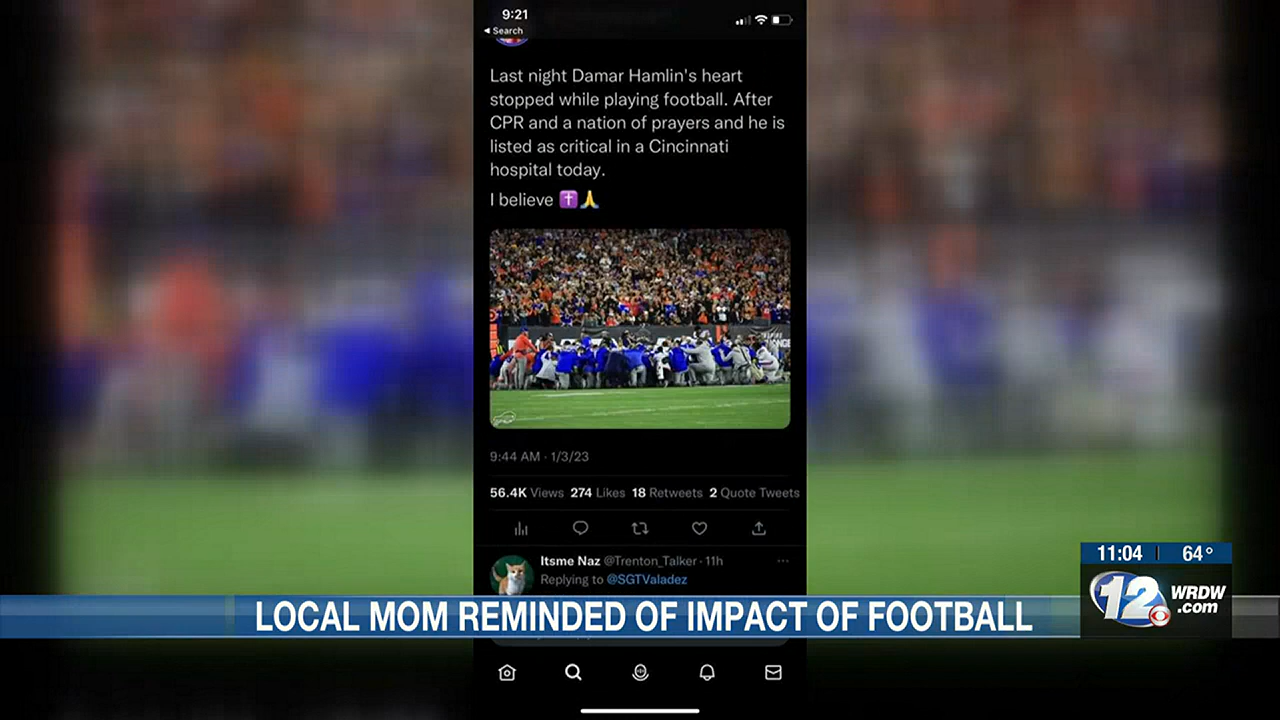 9:21
Search
Last night Damar Hamlin's heart
stopped while playing football. After
CPR and a nation of prayers and he is
listed as critical in a Cincinnati
hospital today.
I believe ✝️🙏
9:44 AM · 1/3/23
56.4K Views 274 Likes 18 Retweets 2 Quote Tweets
Itsme Naz @Trenton_Talker · 11h
Replying to @SGTValadez
11:04 64°
12 WRDW
.com
LOCAL MOM REMINDED OF IMPACT OF FOOTBALL